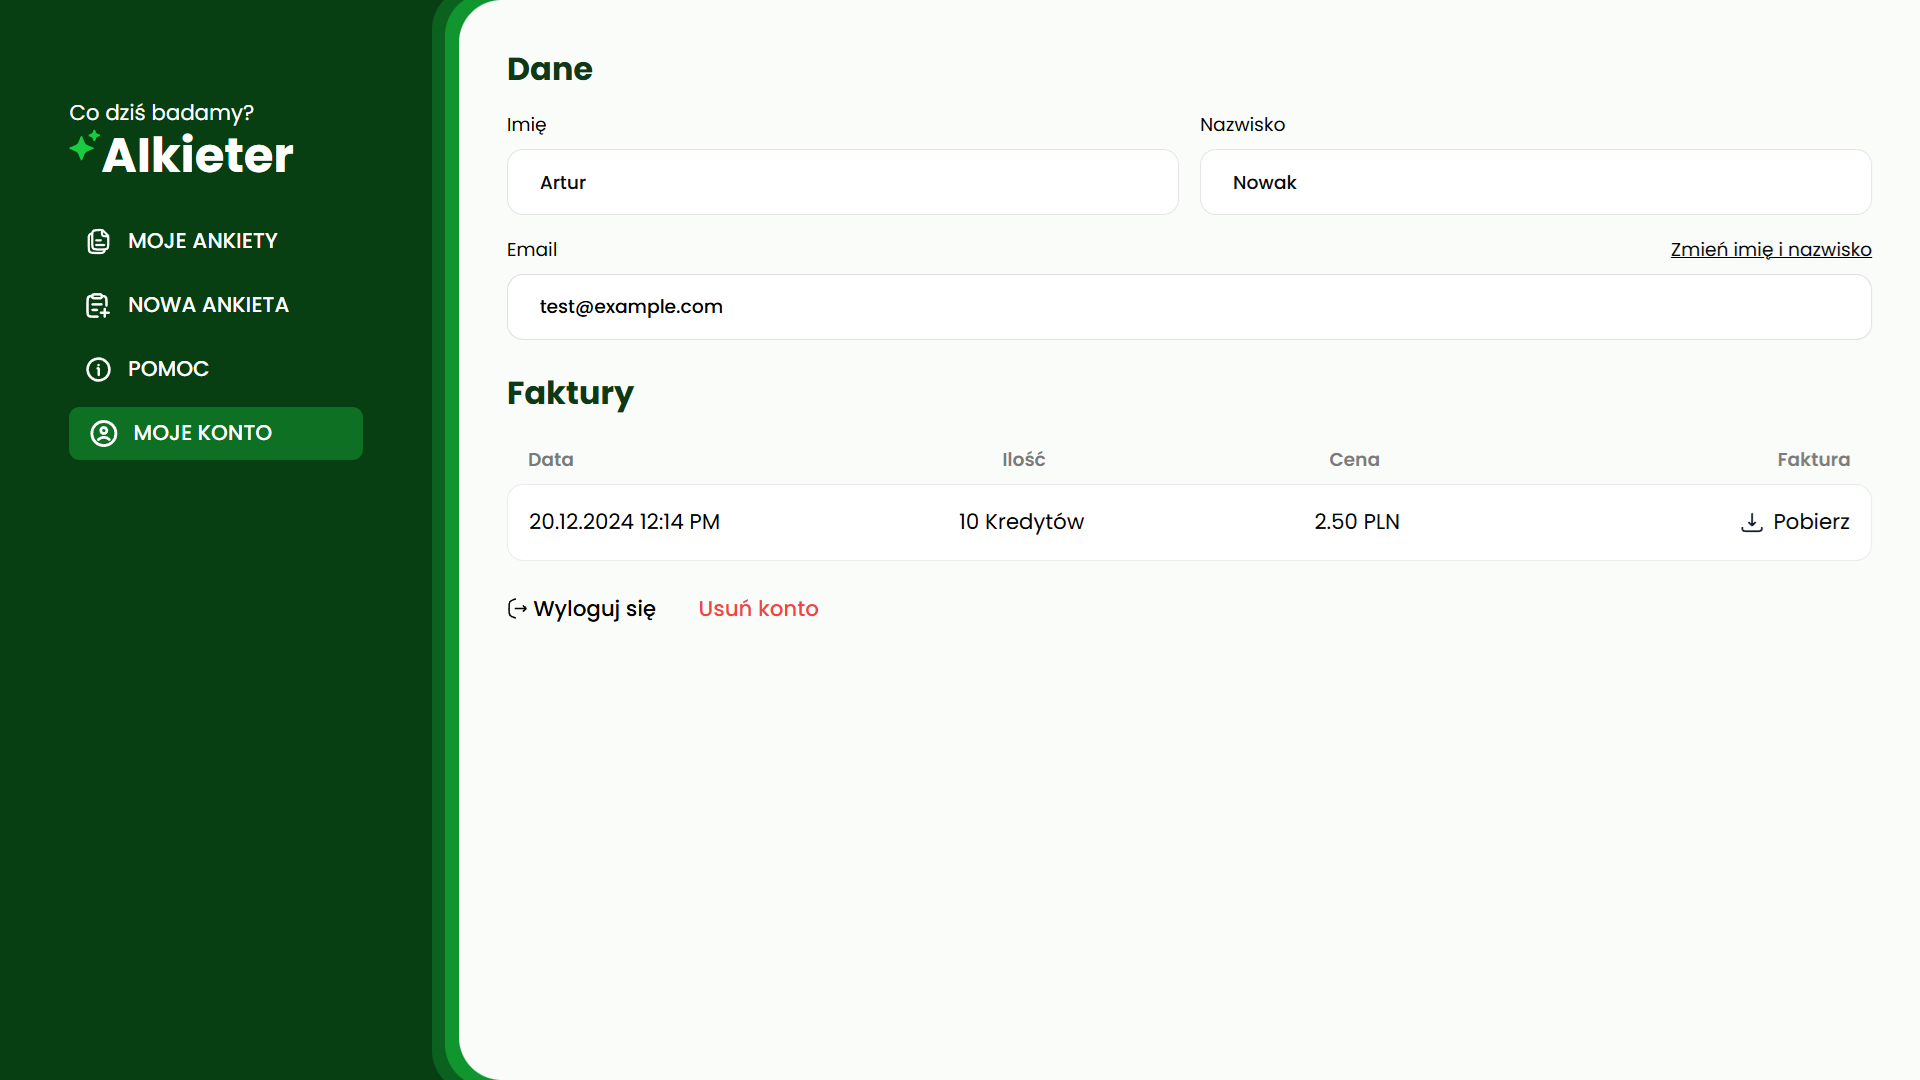 Co dziś badamy?
AIkieter
MOJE ANKIETY
NOWA ANKIETA
POMOC
MOJE KONTO
Dane
Imię Nazwisko
Artur Nowak
Email Zmień imię i nazwisko
test@example.com
Faktury
Data Ilość Cena Faktura
20.12.2024 12:14 PM 10 Kredytów 2.50 PLN Pobierz
Wyloguj się Usuń konto